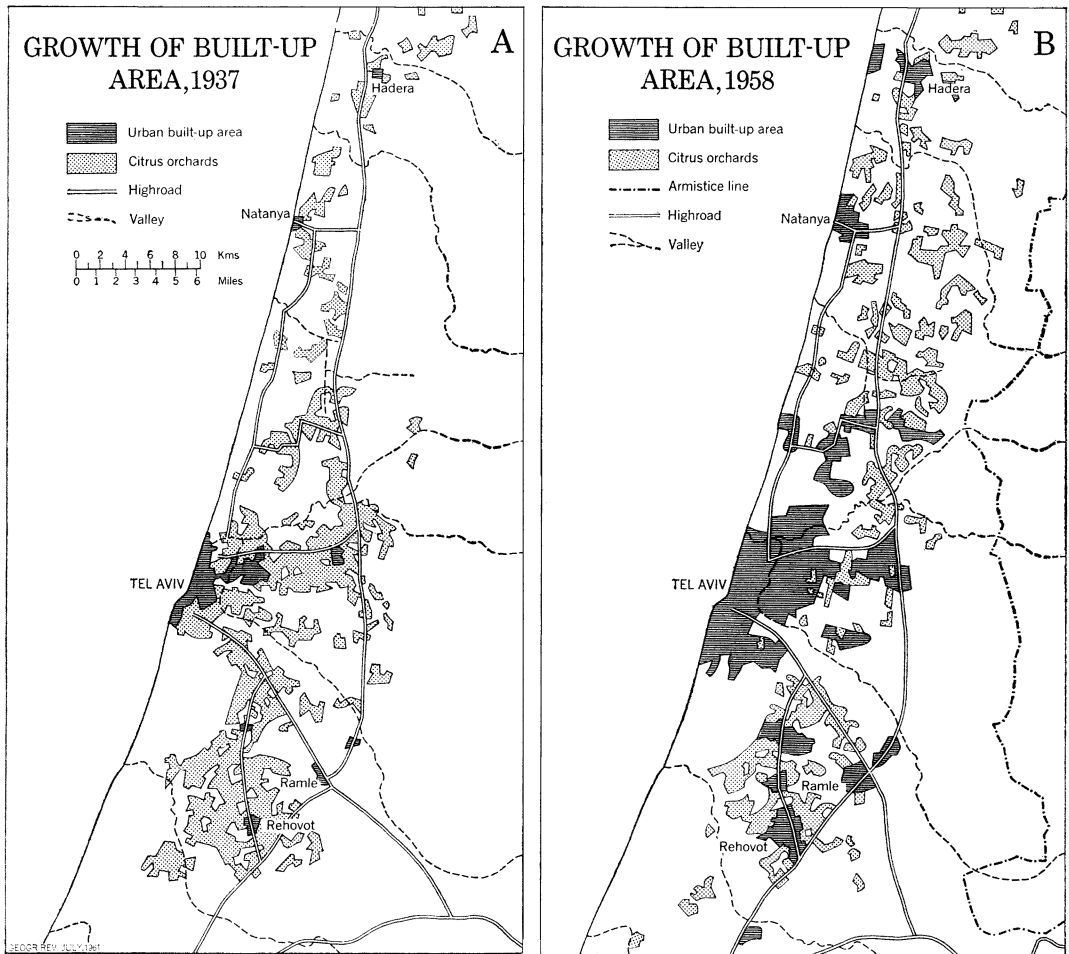 GROWTH OF BUILT-UP
AREA, 1937
A
Urban built-up area
Citrus orchards
Highroad
Valley
0 2 4 6 8 10 Kms
0 1 2 3 4 5 6 Miles
Hadera
Natanya
TEL AVIV
Ramle
Rehovot
GEOGR. REV. JULY, 1961
GROWTH OF BUILT-UP
AREA, 1958
B
Urban built-up area
Citrus orchards
Armistice line
Highroad
Valley
Hadera
Natanya
TEL AVIV
Ramle
Rehovot